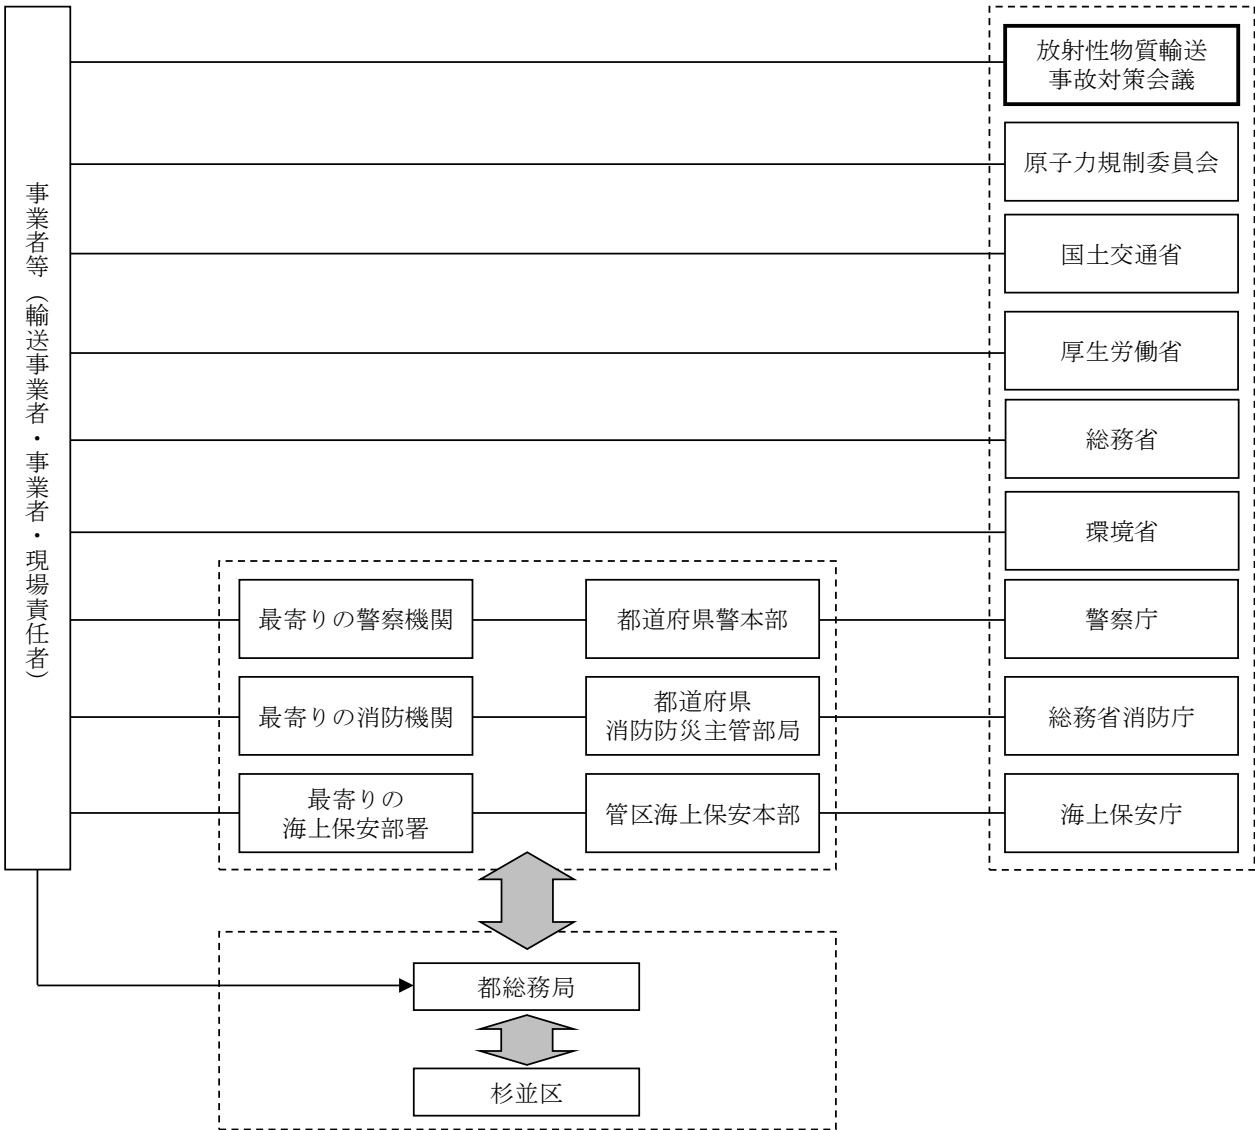 事業者等（輸送事業者・事業者・現場責任者）
放射性物質輸送
事故対策会議
原子力規制委員会
国土交通省
厚生労働省
総務省
環境省
最寄りの警察機関
都道府県警本部
警察庁
最寄りの消防機関
都道府県
消防防災主管部局
総務省消防庁
最寄りの
海上保安部署
管区海上保安本部
海上保安庁
都総務局
杉並区